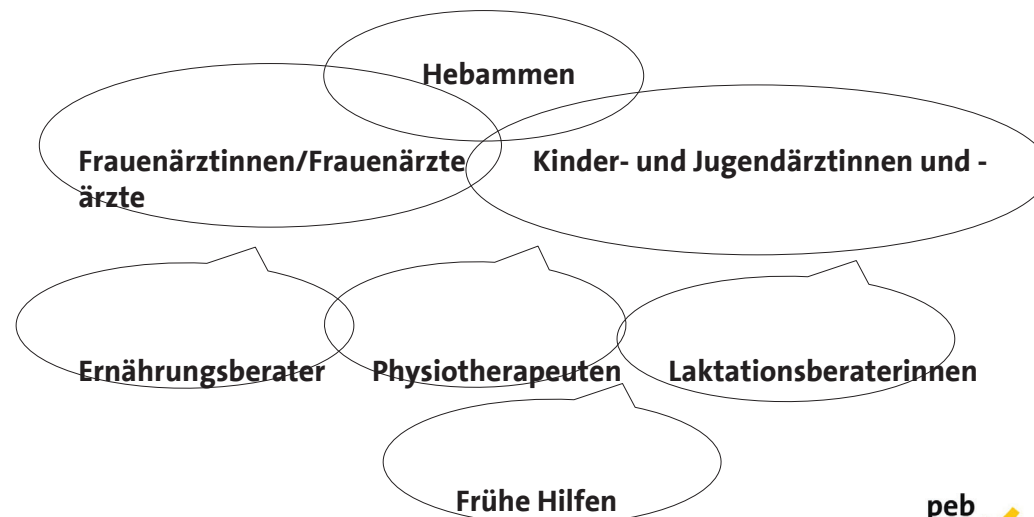 Hebammen
Frauenärztinnen/Frauenärzte Kinder- und Jugendärztinnen und -
ärzte
Ernährungsberater Physiotherapeuten Laktationsberaterinnen
Frühe Hilfen
peb